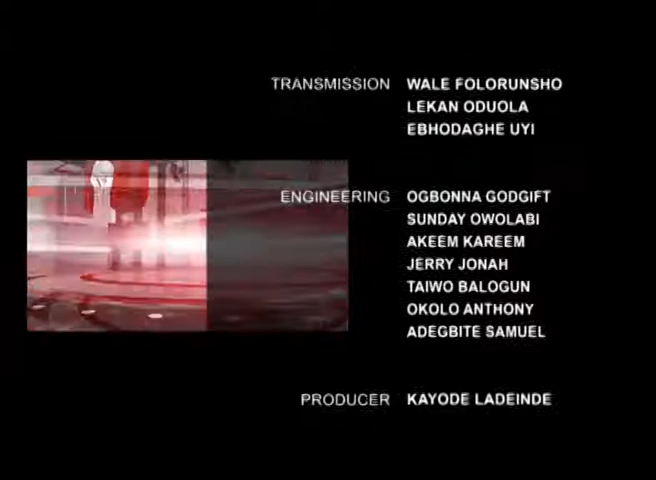 TRANSMISSION WALE FOLORUNSHO
LEKAN ODUOLA
EBHODAGHE UYI
ENGINEERING OGBONNA GODGIFT
SUNDAY OWOLABI
AKEEM KAREEM
JERRY JONAH
TAIWO BALOGUN
OKOLO ANTHONY
ADEGBITE SAMUEL
PRODUCER KAYODE LADEINDE